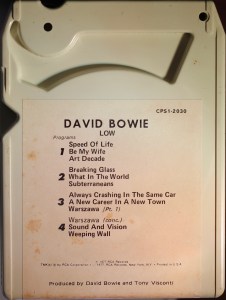 CPS1-2030
DAVID BOWIE
LOW
Programs
1 Speed Of Life
Be My Wife
Art Decade
2 Breaking Glass
What In The World
Subterraneans
3 Always Crashing In The Same Car
A New Career In A New Town
Warszawa (Pt. 1)
4 Warszawa (conc.)
Sound And Vision
Weeping Wall
Produced by David Bowie and Tony Visconti